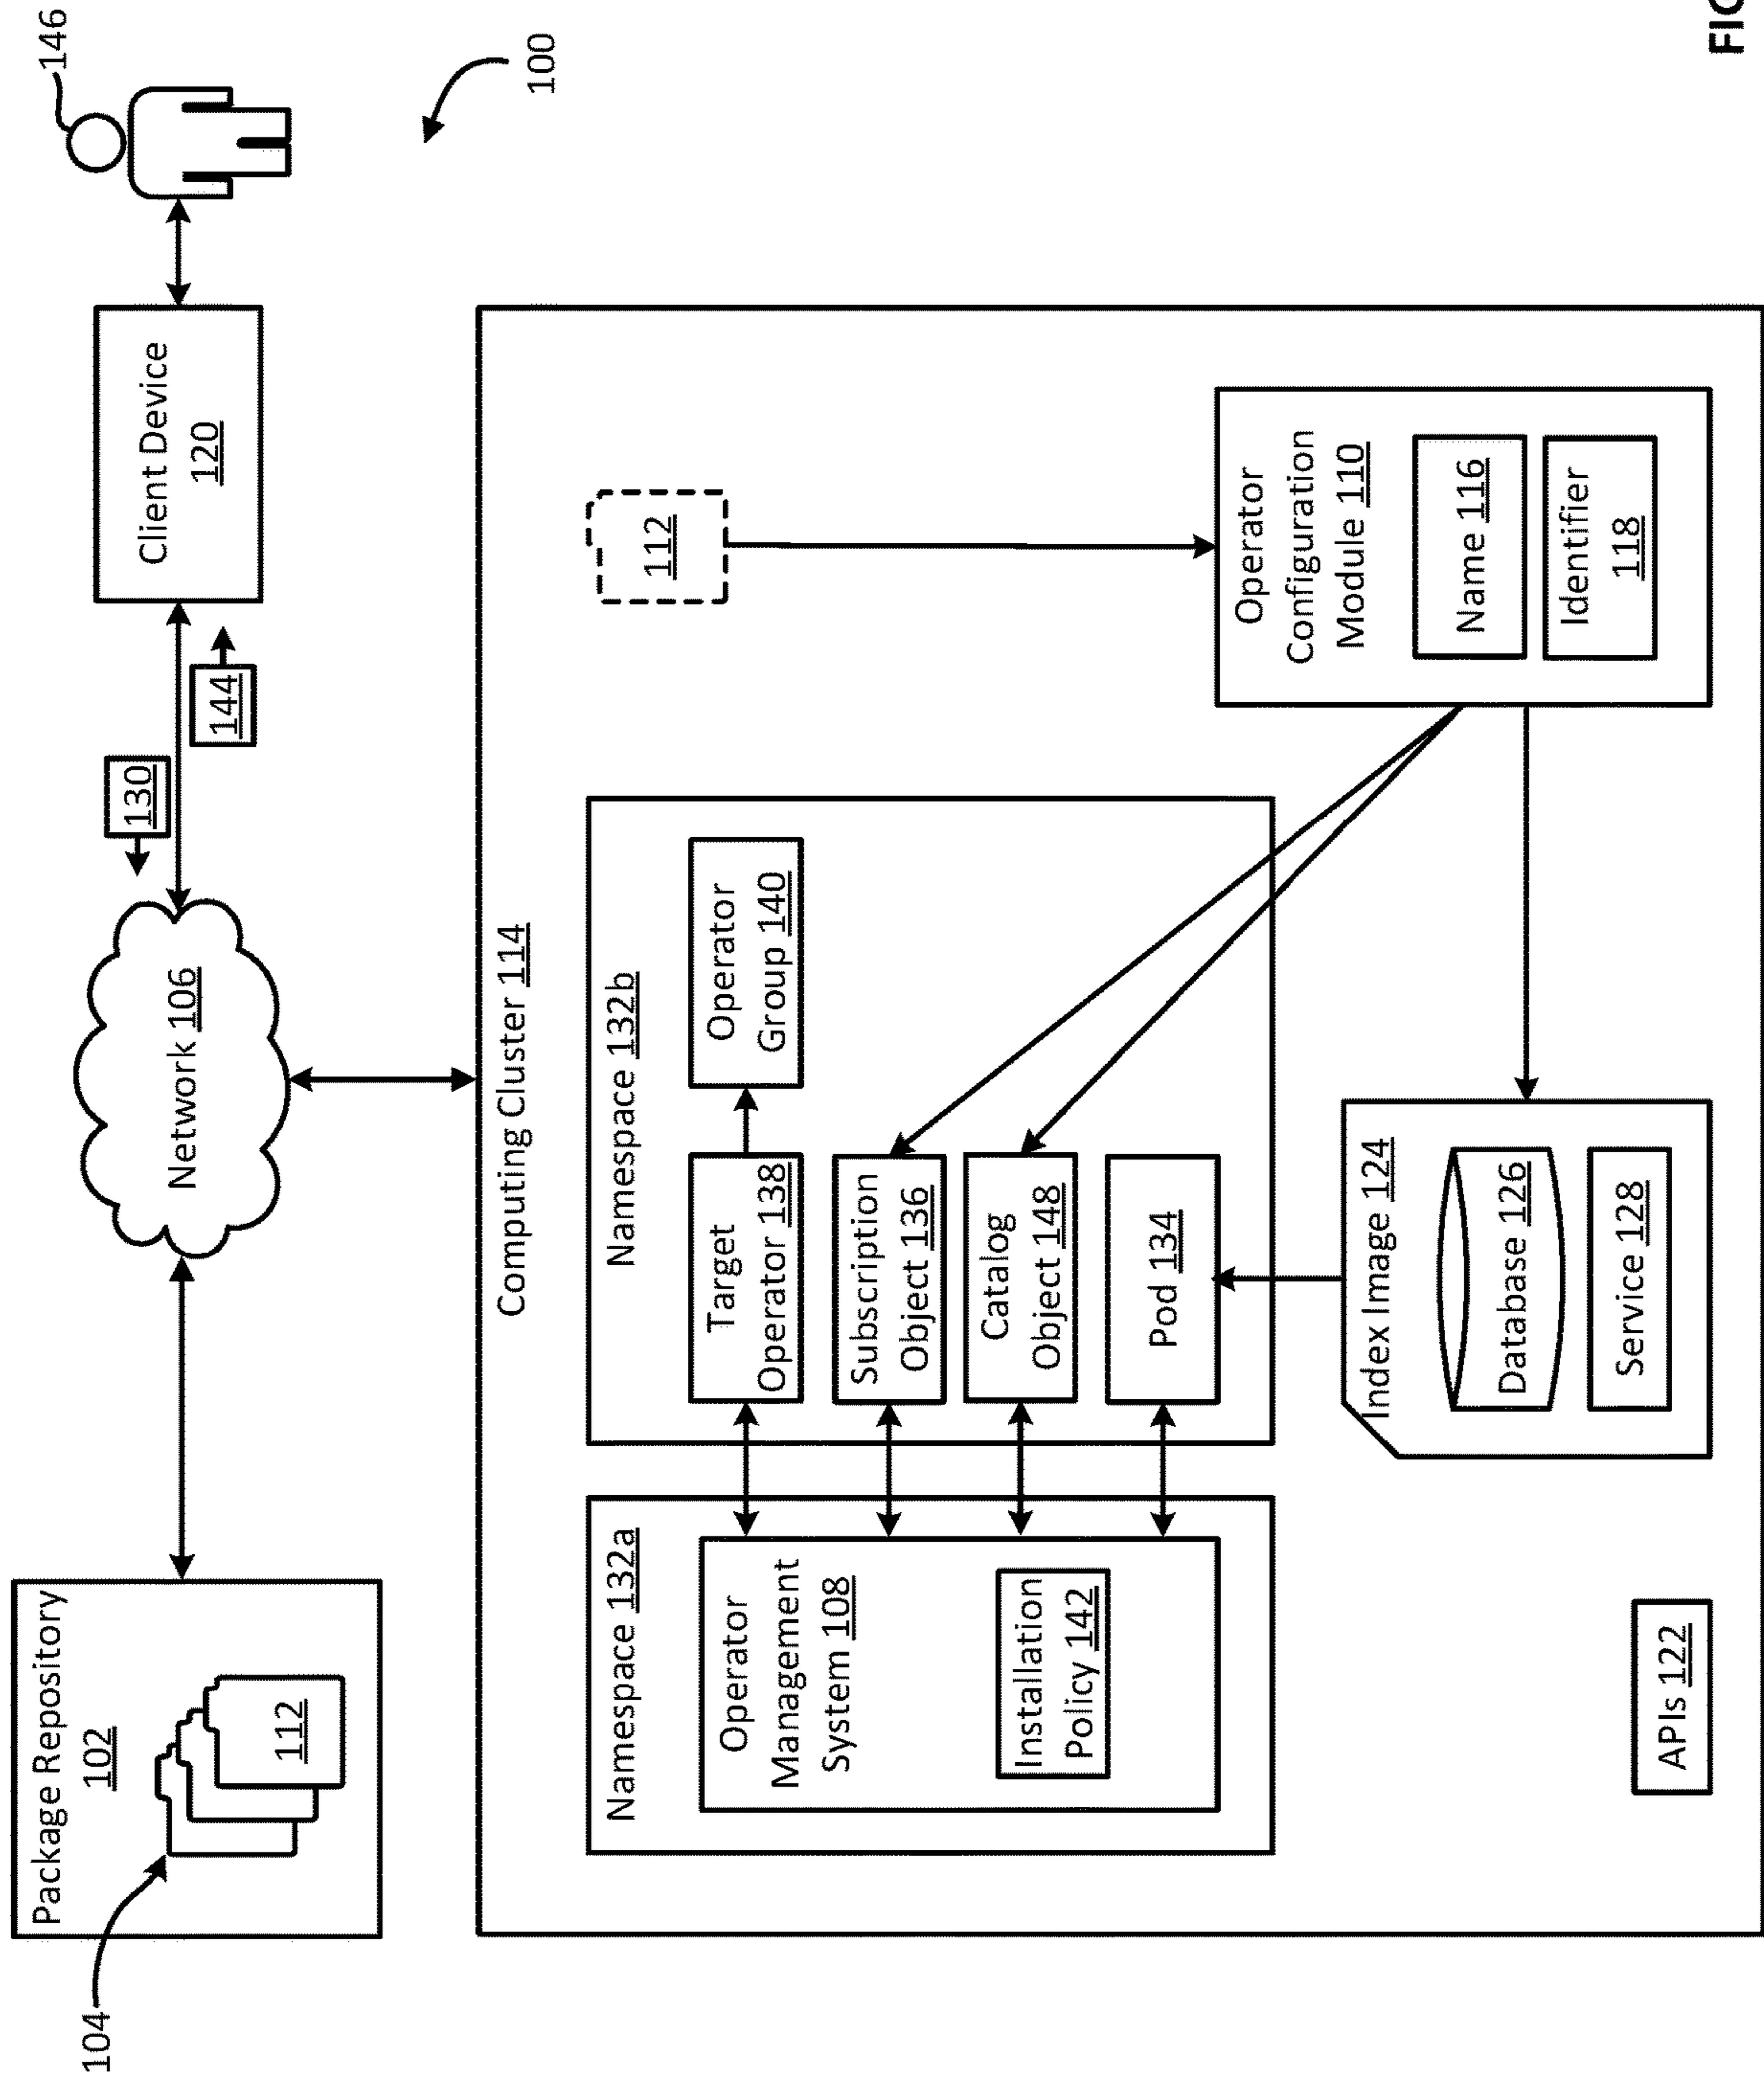 104
Package Repository
102
112
Network 106
130
144
Client Device
120
146
100
Computing Cluster 114
Namespace 132a
Operator
Management
System 108
Installation
Policy 142
Namespace 132b
Target
Operator 138
Operator
Group 140
Subscription
Object 136
Catalog
Object 148
Pod 134
112
Operator
Configuration
Module 110
Name 116
Identifier
118
Index Image 124
Database 126
Service 128
APIs 122